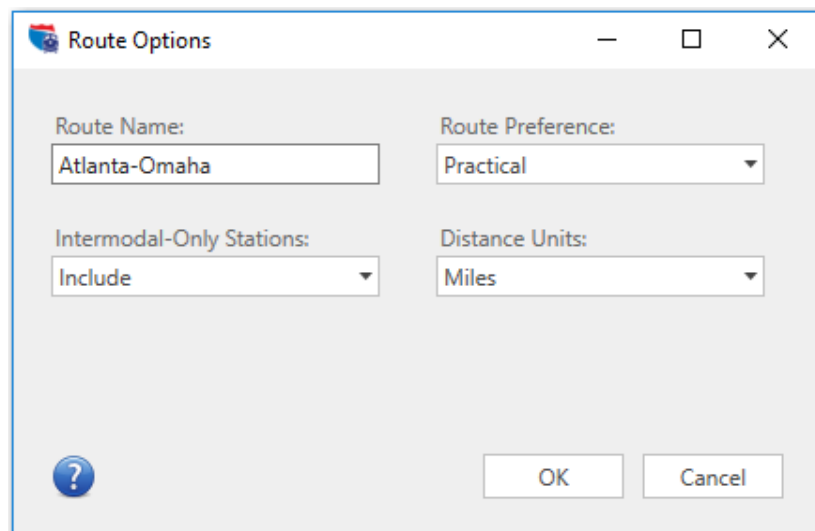 Route Options
Route Name:
Atlanta-Omaha
Route Preference:
Practical
Intermodal-Only Stations:
Include
Distance Units:
Miles
?
OK
Cancel